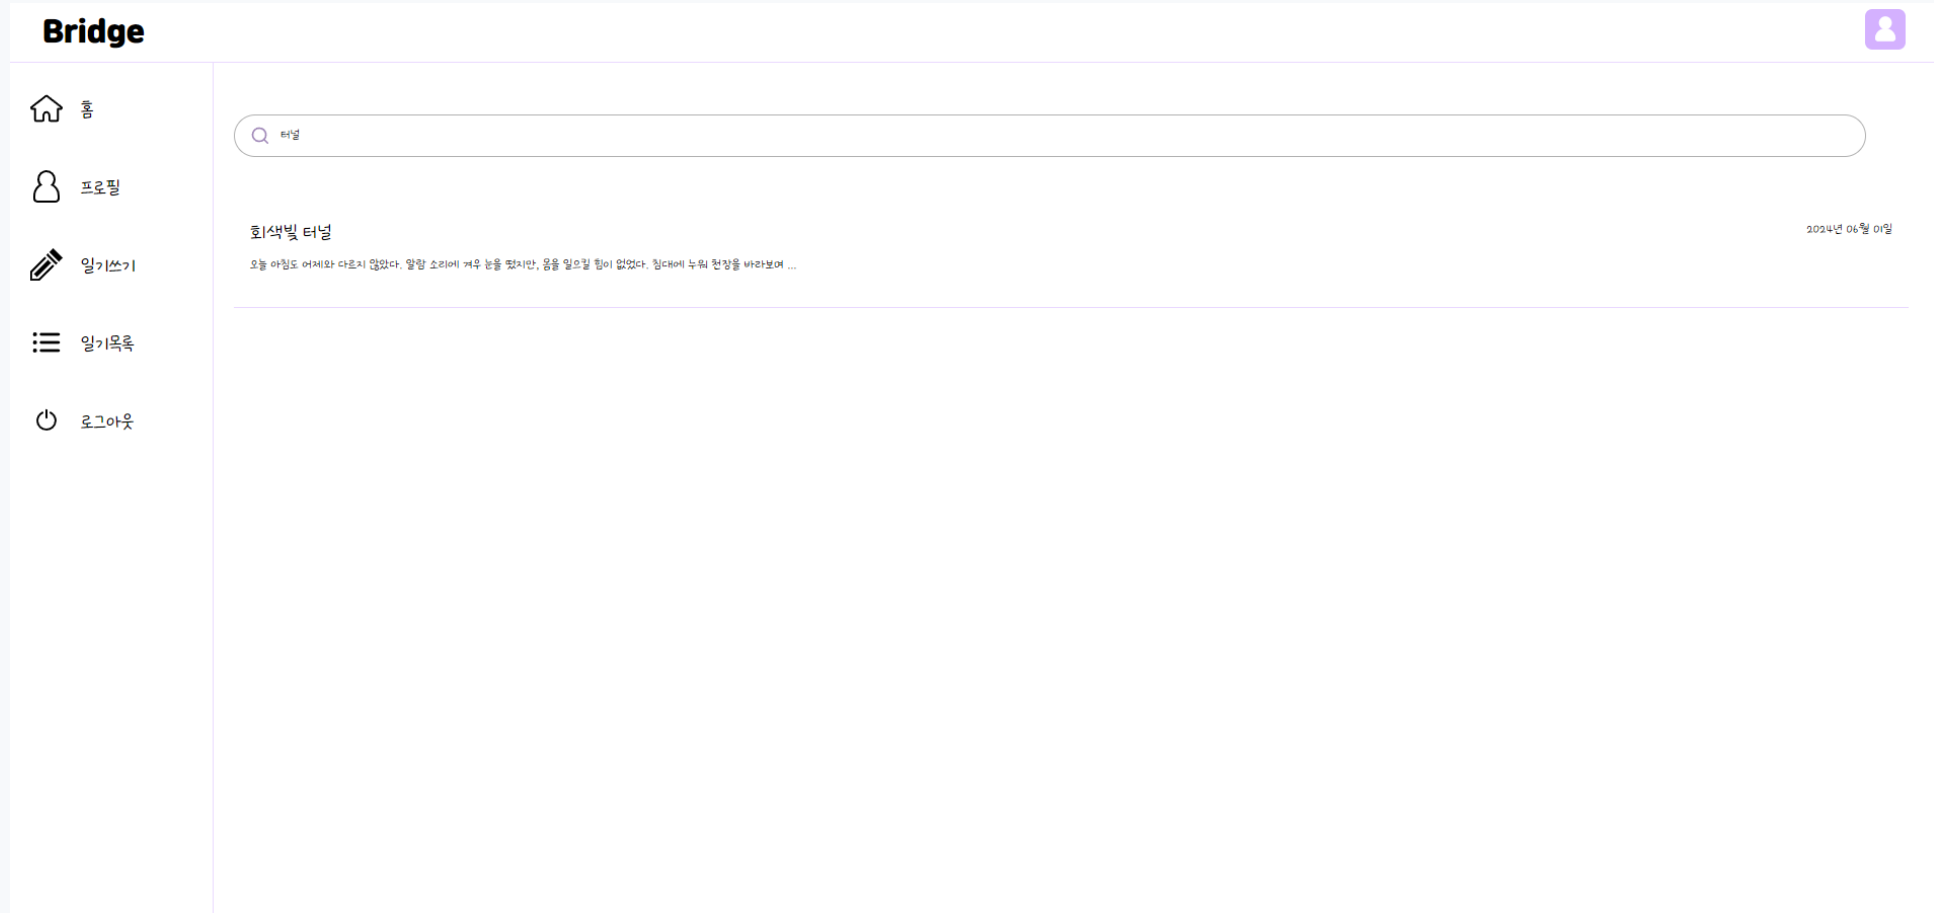 Bridge
홈
프로필
일기쓰기
일기목록
로그아웃
터널
회색빛 터널
2024년 06월 01일
오늘 아침도 어제와 다르지 않았다. 알람 소리에 겨우 눈을 떴지만, 몸을 일으킬 힘이 없었다. 침대에 누워 천장을 바라보며 ...